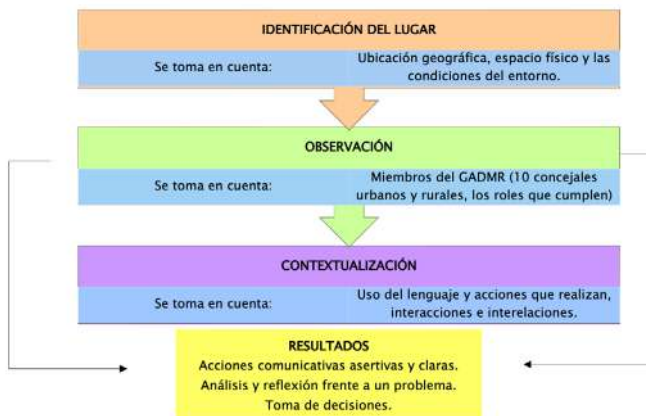 IDENTIFICACIÓN DEL LUGAR
Se toma en cuenta:
Ubicación geográfica, espacio físico y las
condiciones del entorno.
OBSERVACIÓN
Se toma en cuenta:
Miembros del GADMR (10 concejales
urbanos y rurales, los roles que cumplen)
CONTEXTUALIZACIÓN
Se toma en cuenta:
Uso del lenguaje y acciones que realizan,
interacciones e interelaciones.
RESULTADOS
Acciones comunicativas asertivas y claras.
Análisis y reflexión frente a un problema.
Toma de decisiones.